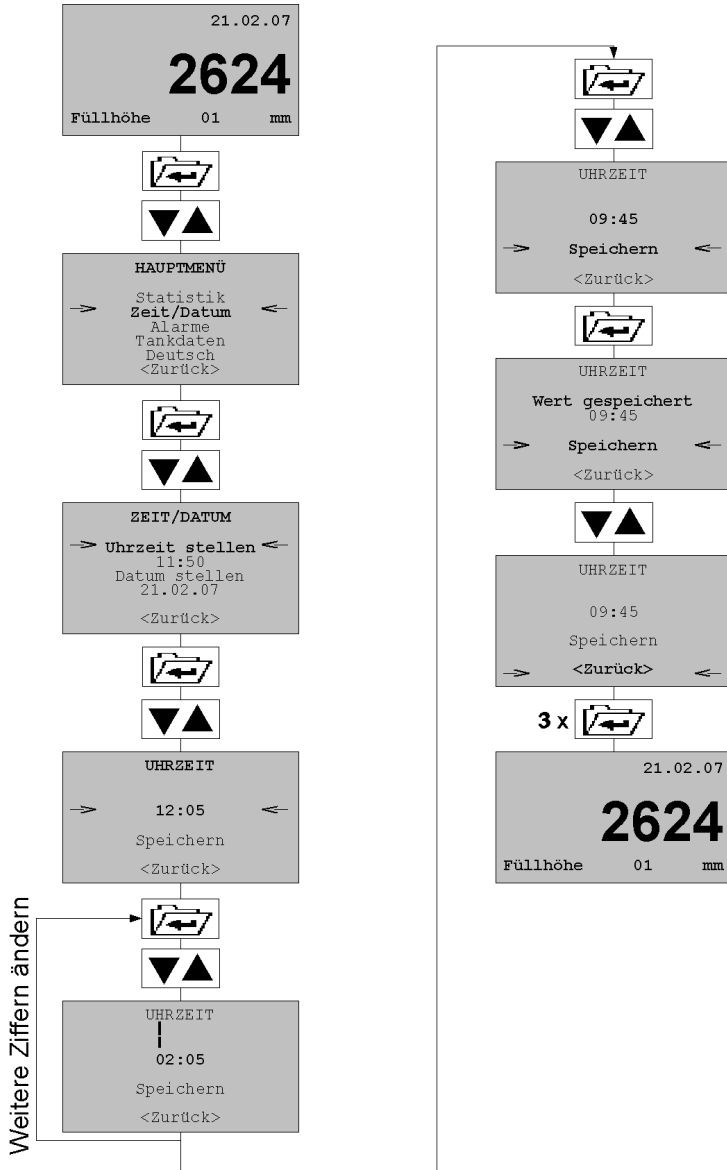 21.02.07
2624
Füllhöhe 01 mm
HAUPTMENÜ
Statistik
Zeit/Datum
Alarme
Tankdaten
Deutsch
<Zurück>
ZEIT/DATUM
Uhrzeit stellen
11:50
Datum stellen
21.02.07
<Zurück>
UHRZEIT
12:05
Speichern
<Zurück>
Weitere Ziffern ändern
UHRZEIT
02:05
Speichern
<Zurück>
UHRZEIT
09:45
Speichern
<Zurück>
UHRZEIT
Wert gespeichert
09:45
Speichern
<Zurück>
UHRZEIT
09:45
Speichern
<Zurück>
3 x
21.02.07
2624
Füllhöhe 01 mm